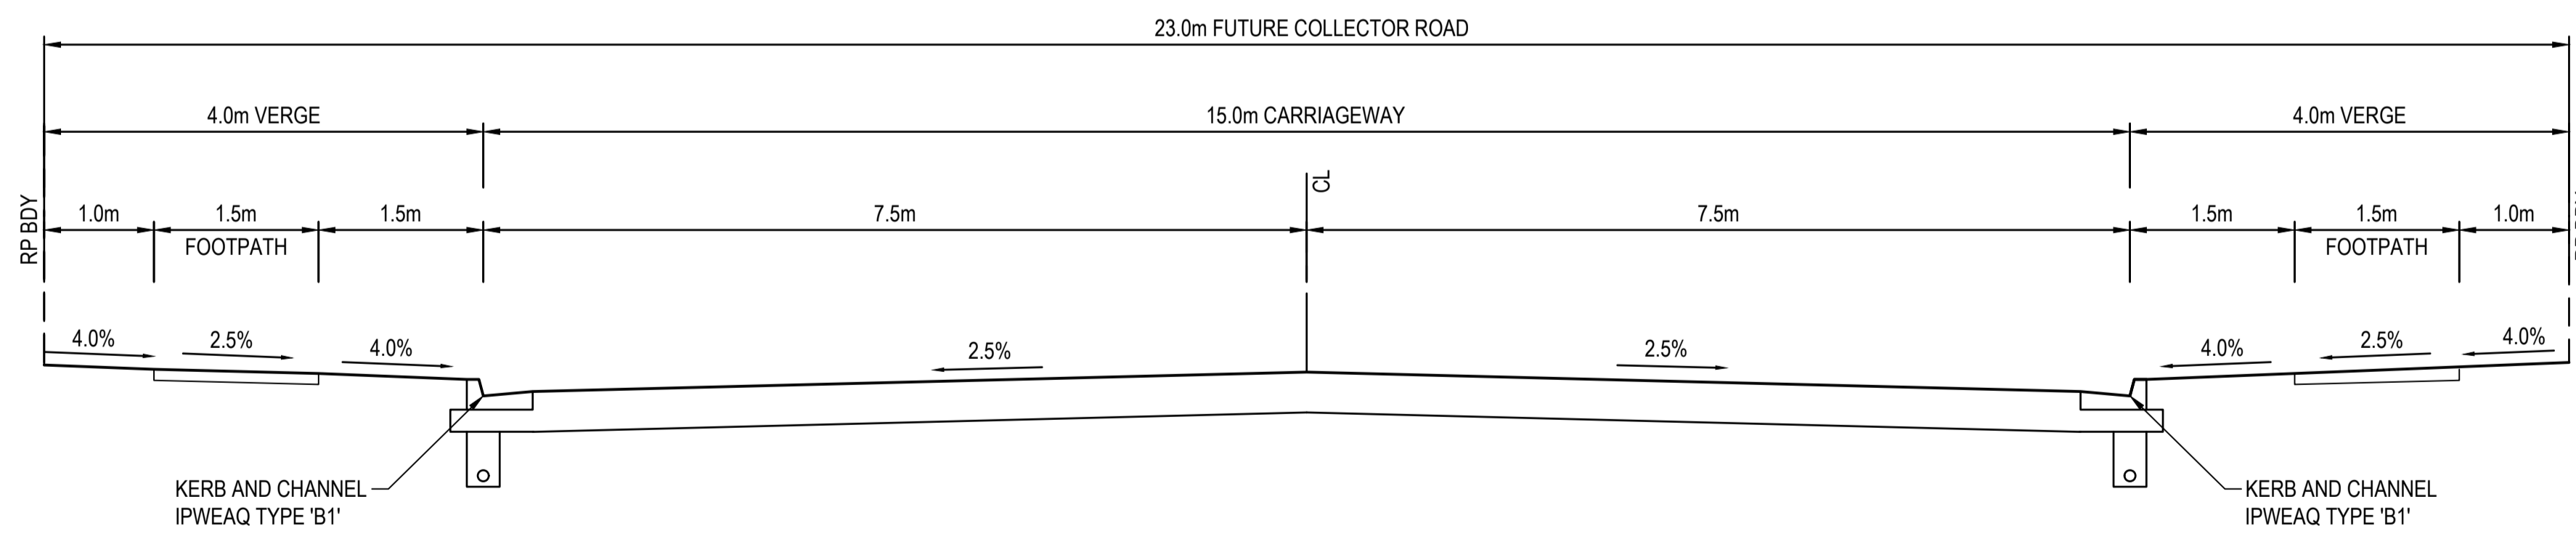 23.0m FUTURE COLLECTOR ROAD
4.0m VERGE
15.0m CARRIAGEWAY
4.0m VERGE
RP BDY
CL
1.0m
1.5m
1.5m
7.5m
7.5m
1.5m
1.5m
1.0m
FOOTPATH
FOOTPATH
4.0%
2.5%
4.0%
2.5%
2.5%
4.0%
2.5%
4.0%
KERB AND CHANNEL
IPWEAQ TYPE 'B1'
KERB AND CHANNEL
IPWEAQ TYPE 'B1'